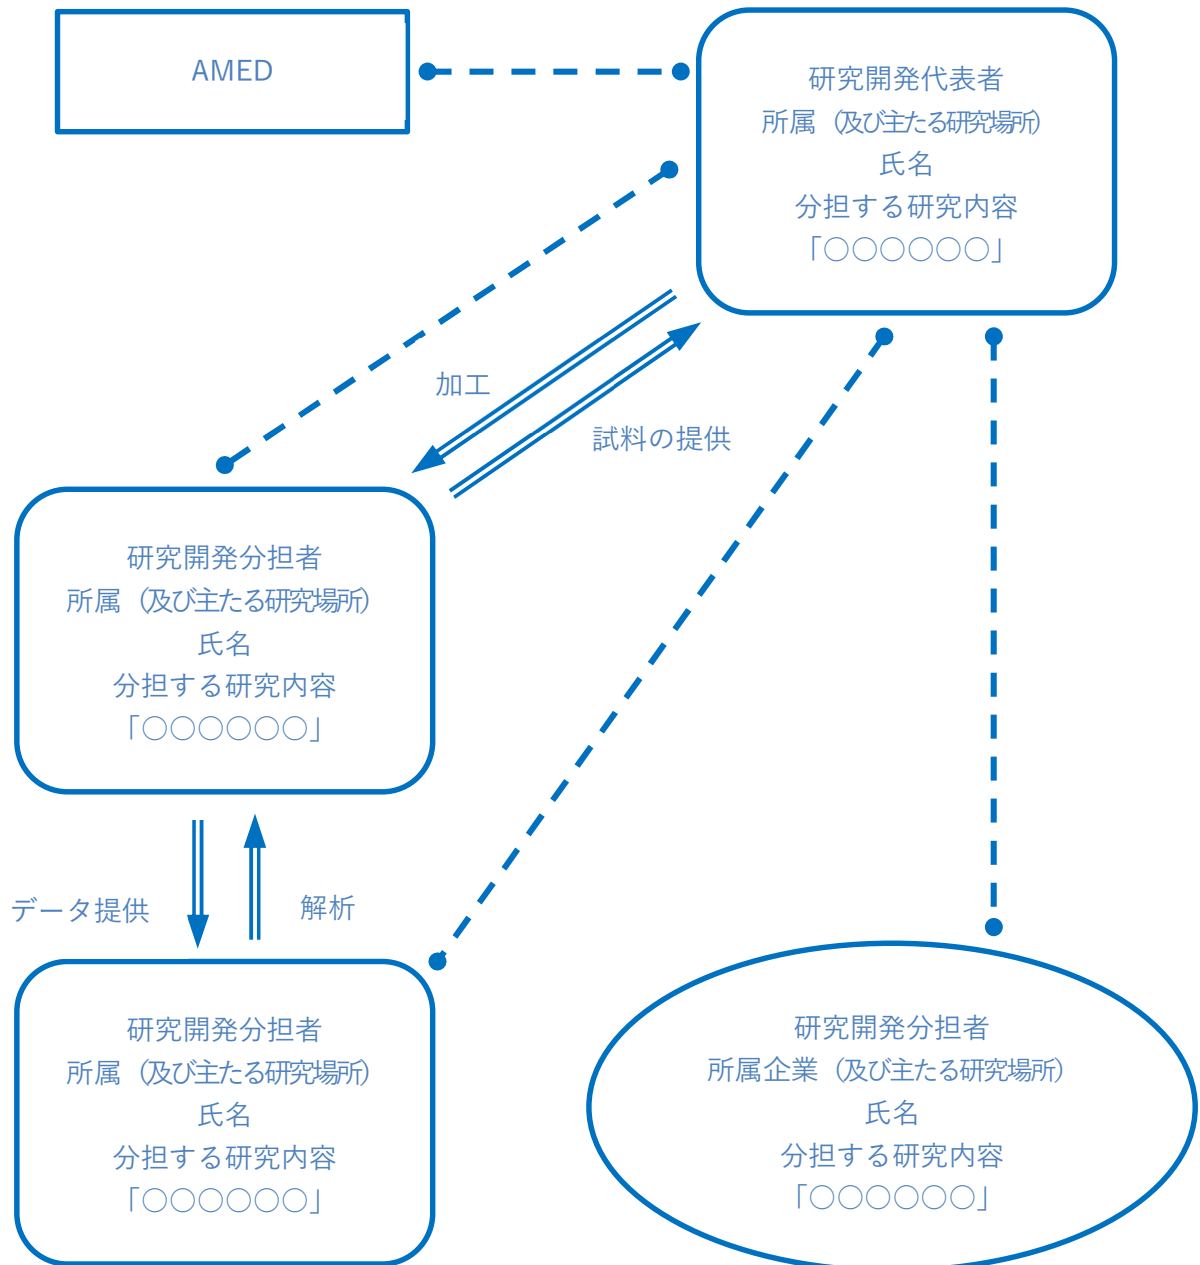 AMED
研究開発代表者
所属（及び主たる研究場所）
氏名
分担する研究内容
「○○○○○○」
加工
試料の提供
研究開発分担者
所属（及び主たる研究場所）
氏名
分担する研究内容
「○○○○○○」
データ提供
解析
研究開発分担者
所属（及び主たる研究場所）
氏名
分担する研究内容
「○○○○○○」
研究開発分担者
所属企業（及び主たる研究場所）
氏名
分担する研究内容
「○○○○○○」